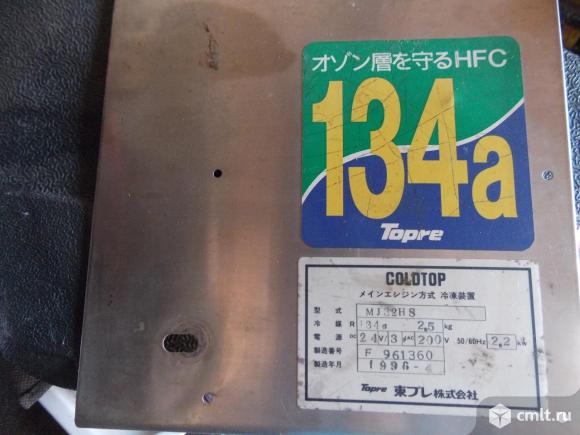 オゾン層を守るHFC
134a
Topre
COLDTOP
メインエンジン方式 冷凍装置
型式 MJ32HS
冷媒 R 134a 2,5 kg
電源 DC 24V/3φAC 200V 50/60Hz 2,2 kW
製造番号 F 961360
製造年月 1996-4
Topre 東プレ株式会社
cmlt.ru